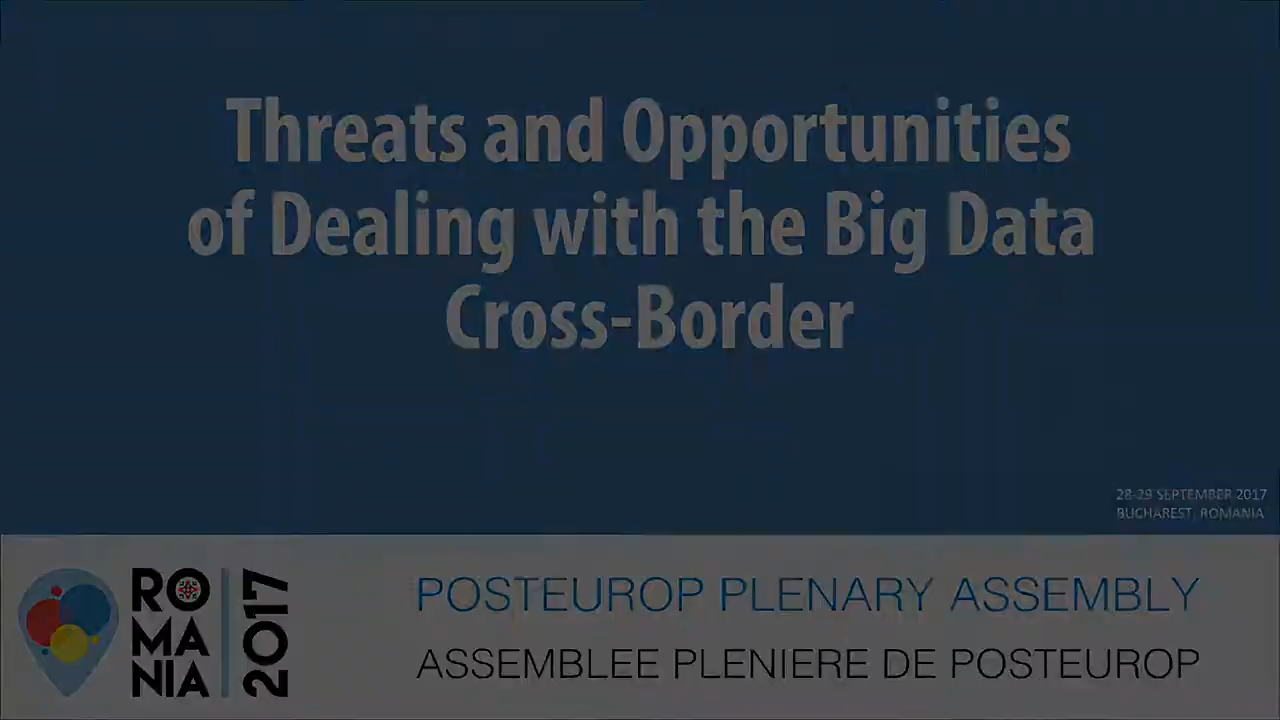 Threats and Opportunities
of Dealing with the Big Data
Cross-Border
28-29 SEPTEMBER 2017
BUCHAREST, ROMANIA
RO
MA
NIA
2017
POSTEUROP PLENARY ASSEMBLY
ASSEMBLEE PLENIERE DE POSTEUROP